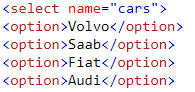 <select name="cars">
<option>Volvo</option>
<option>Saab</option>
<option>Fiat</option>
<option>Audi</option>